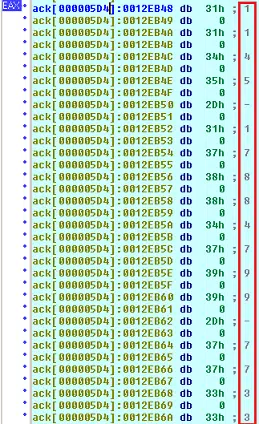 EAX ack[000005D4]:0012EB48 db 31h ; 1
ack[000005D4]:0012EB49 db 0
ack[000005D4]:0012EB4A db 31h ; 1
ack[000005D4]:0012EB4B db 0
ack[000005D4]:0012EB4C db 34h ; 4
ack[000005D4]:0012EB4D db 0
ack[000005D4]:0012EB4E db 35h ; 5
ack[000005D4]:0012EB4F db 0
ack[000005D4]:0012EB50 db 2Dh ; -
ack[000005D4]:0012EB51 db 0
ack[000005D4]:0012EB52 db 31h ; 1
ack[000005D4]:0012EB53 db 0
ack[000005D4]:0012EB54 db 37h ; 7
ack[000005D4]:0012EB55 db 0
ack[000005D4]:0012EB56 db 38h ; 8
ack[000005D4]:0012EB57 db 0
ack[000005D4]:0012EB58 db 38h ; 8
ack[000005D4]:0012EB59 db 0
ack[000005D4]:0012EB5A db 34h ; 4
ack[000005D4]:0012EB5B db 0
ack[000005D4]:0012EB5C db 37h ; 7
ack[000005D4]:0012EB5D db 0
ack[000005D4]:0012EB5E db 39h ; 9
ack[000005D4]:0012EB5F db 0
ack[000005D4]:0012EB60 db 39h ; 9
ack[000005D4]:0012EB61 db 0
ack[000005D4]:0012EB62 db 2Dh ; -
ack[000005D4]:0012EB63 db 0
ack[000005D4]:0012EB64 db 37h ; 7
ack[000005D4]:0012EB65 db 0
ack[000005D4]:0012EB66 db 37h ; 7
ack[000005D4]:0012EB67 db 0
ack[000005D4]:0012EB68 db 33h ; 3
ack[000005D4]:0012EB69 db 0
ack[000005D4]:0012EB6A db 33h ; 3